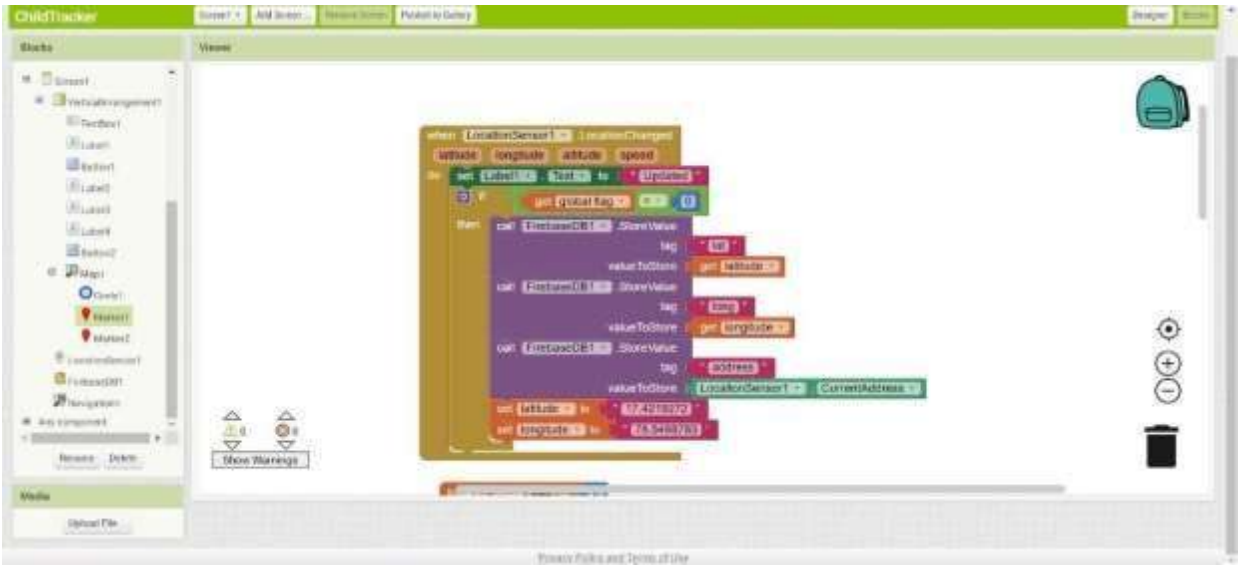 ChildTracker Screen1 Add Screen ... Remove Screen Publish to Gallery Designer Blocks
Blocks Viewer
Screen1
VerticalArrangement1
TextBox1
Label1
Button1
Label2
Label3
Label4
Button2
Map1
Circle1
Marker1
Marker2
LocationSensor1
FirebaseDB1
Navigation1
Any component
Rename Delete
Media
Upload File ...
when LocationSensor1 .LocationChanged
latitude longitude altitude speed
do set Label1 . Text to " Updated "
if get global flag = 0
then call FirebaseDB1 .StoreValue
tag " lat "
valueToStore get latitude
call FirebaseDB1 .StoreValue
tag " long "
valueToStore get longitude
call FirebaseDB1 .StoreValue
tag " address "
valueToStore LocationSensor1 . CurrentAddress
set latitude to
set longitude to
0 0
Show Warnings
Privacy Policy and Terms of Use